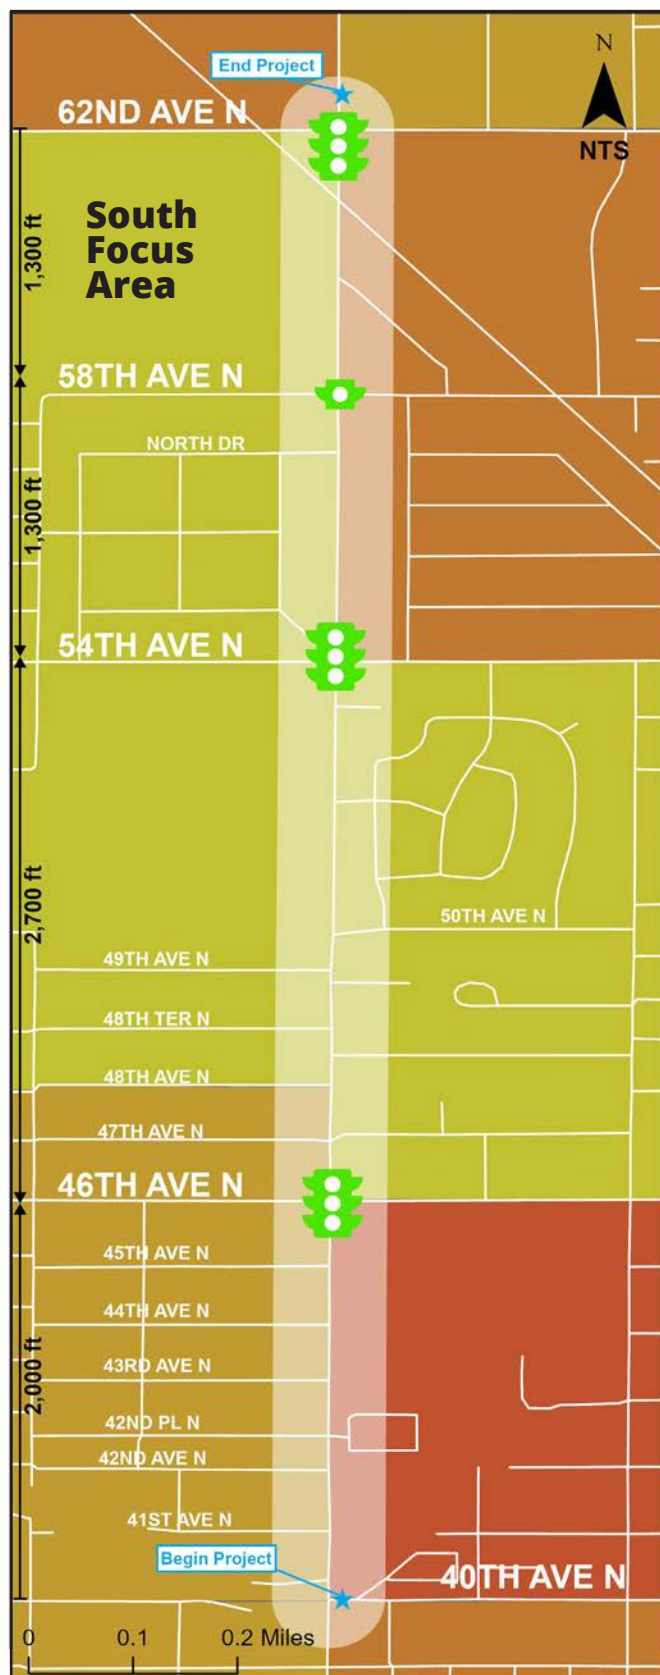 End Project
N
62ND AVE N
NTS
South
Focus
Area
1,300 ft
58TH AVE N
NORTH DR
1,300 ft
54TH AVE N
2,700 ft
50TH AVE N
49TH AVE N
48TH TER N
48TH AVE N
47TH AVE N
46TH AVE N
45TH AVE N
44TH AVE N
43RD AVE N
2,000 ft
42ND PL N
42ND AVE N
41ST AVE N
Begin Project
40TH AVE N
0 0.1 0.2 Miles